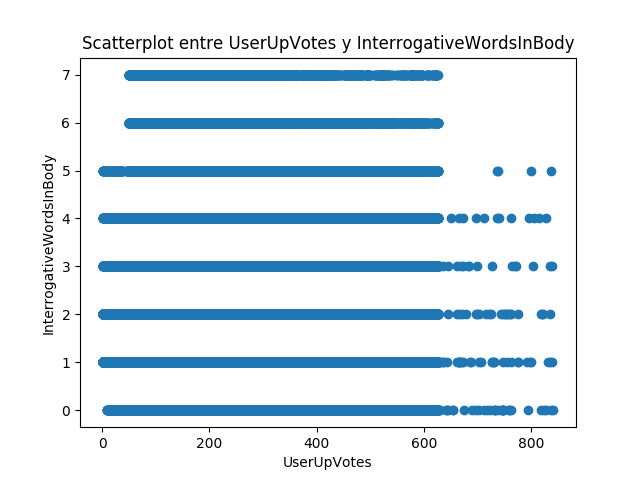 Scatterplot entre UserUpVotes y InterrogativeWordsInBody
7
6
5
4
3
2
1
0
InterrogativeWordsInBody
0 200 400 600 800
UserUpVotes